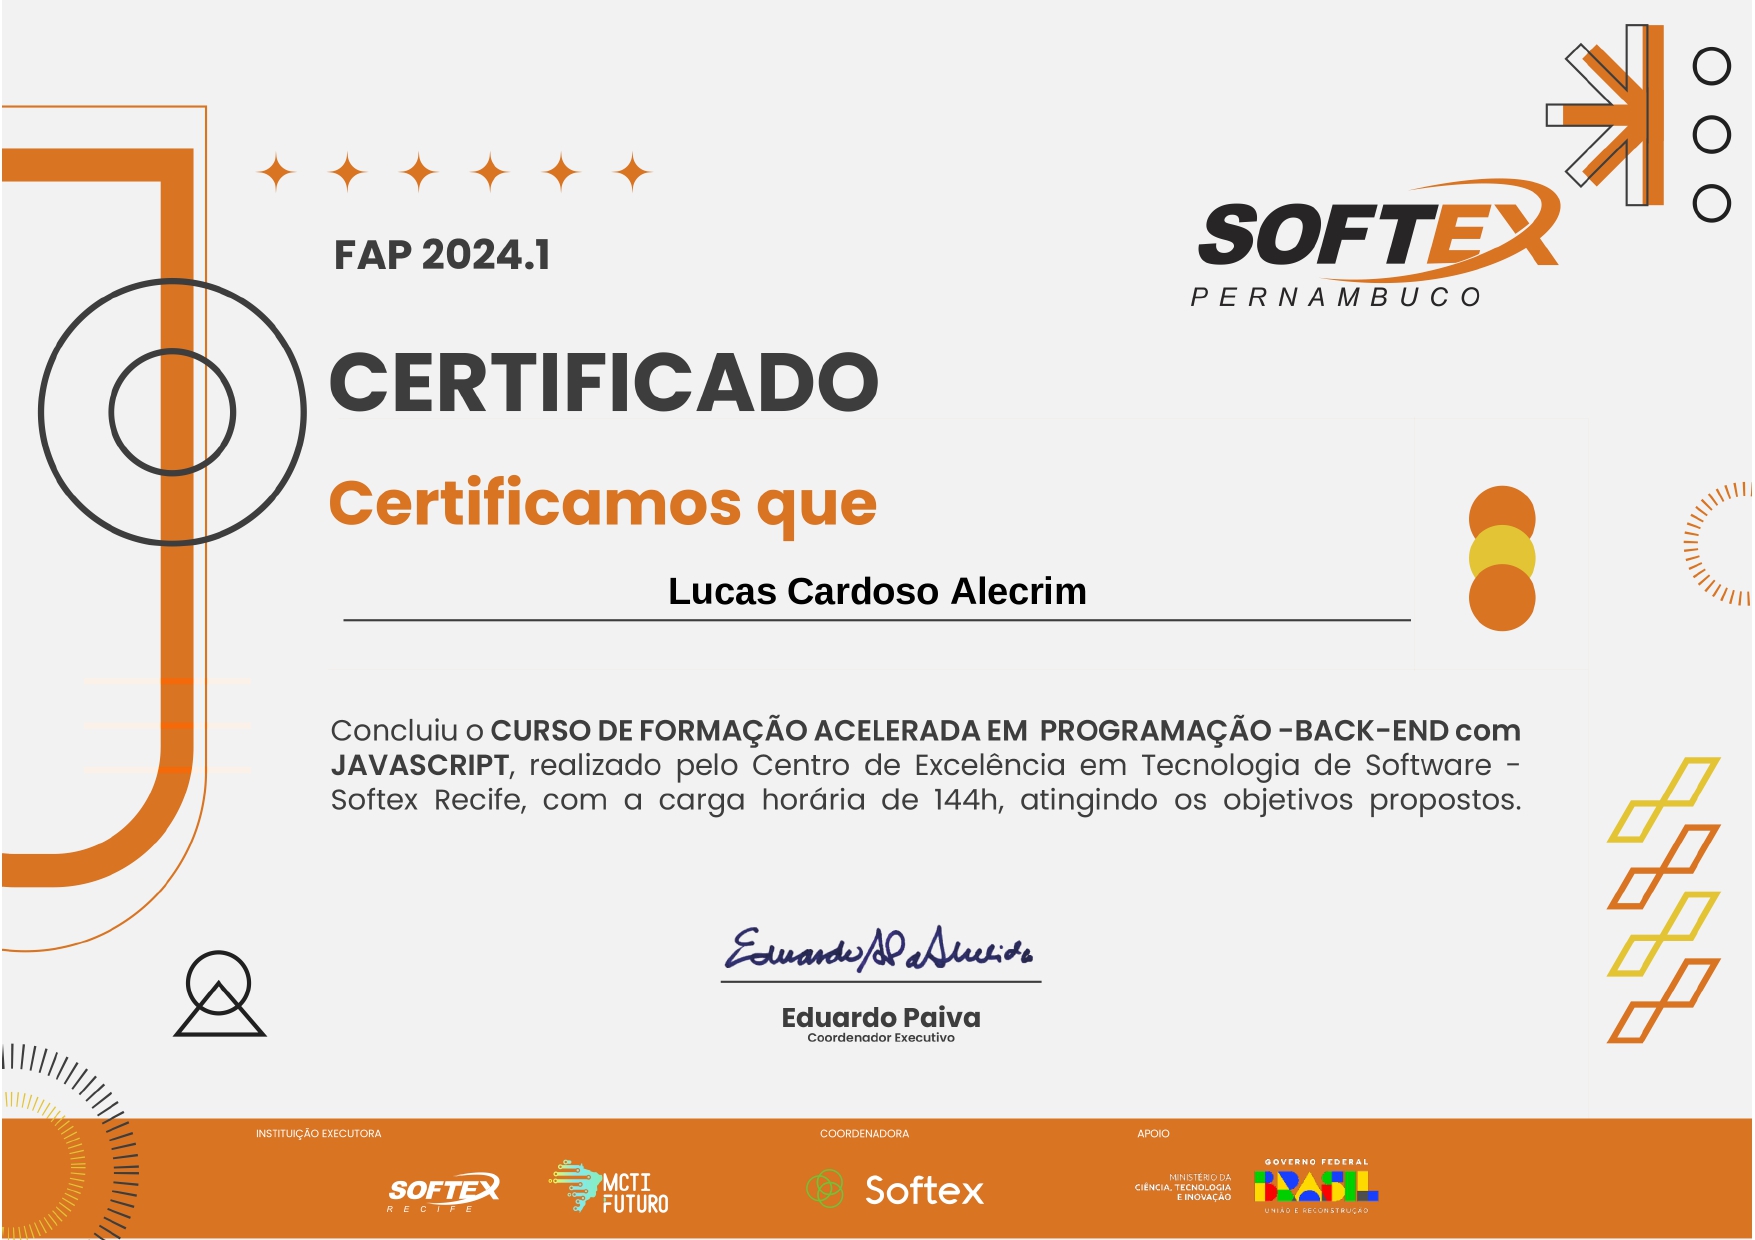 FAP 2024.1
SOFTEX
PERNAMBUCO
CERTIFICADO
Certificamos que
Lucas Cardoso Alecrim
Concluiu o CURSO DE FORMAÇÃO ACELERADA EM PROGRAMAÇÃO -BACK-END com
JAVASCRIPT, realizado pelo Centro de Excelência em Tecnologia de Software -
Softex Recife, com a carga horária de 144h, atingindo os objetivos propostos.
Eduardo Paiva
Coordenador Executivo
INSTITUIÇÃO EXECUTORA
COORDENADORA
APOIO
SOFTEX
RECIFE
MCTI
FUTURO
Softex
MINISTÉRIO DA
CIÊNCIA, TECNOLOGIA
E INOVAÇÃO
GOVERNO FEDERAL
BRASIL
UNIÃO E RECONSTRUÇÃO